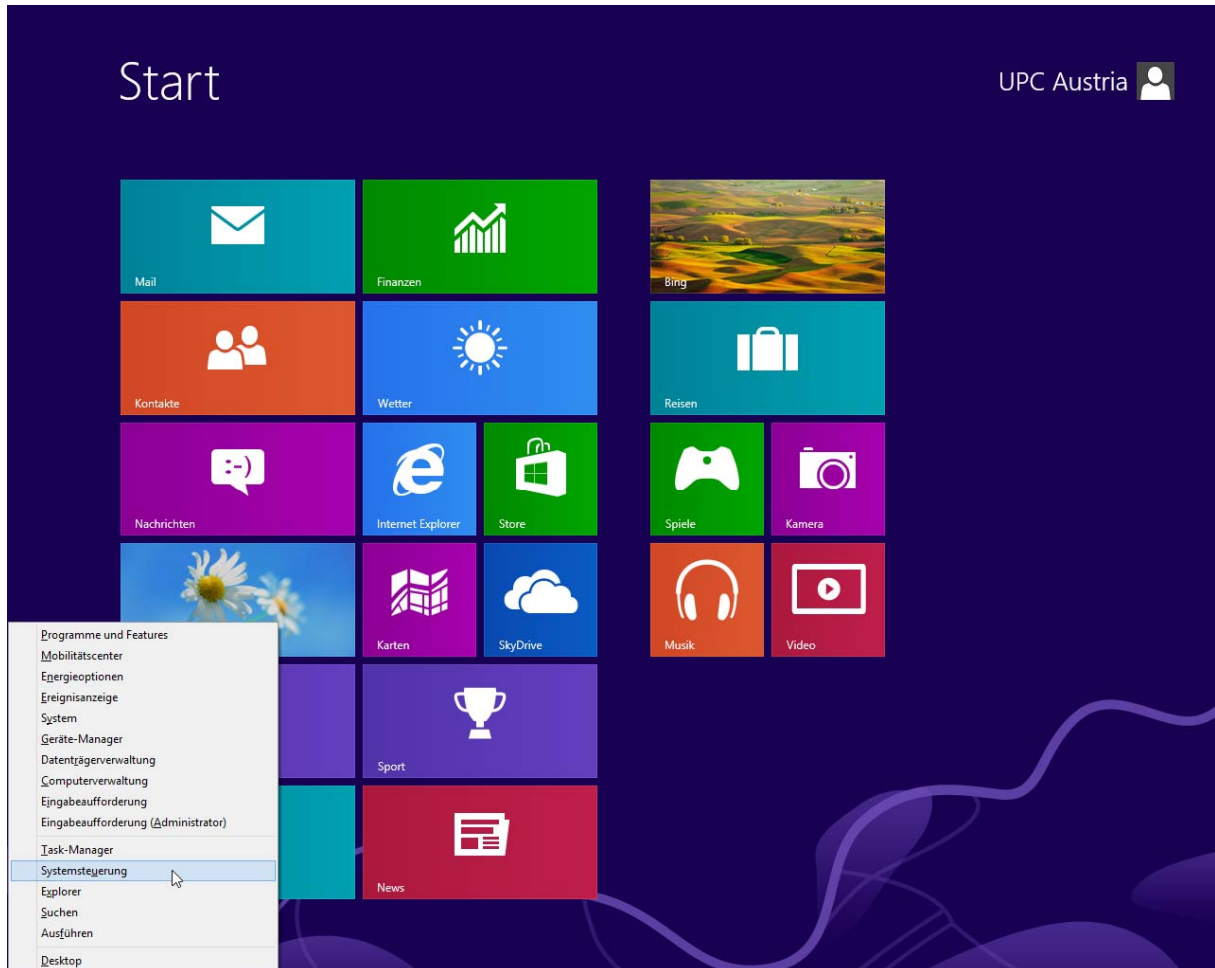 Start
UPC Austria
Mail
Finanzen
Bing
Kontakte
Wetter
Reisen
:-)
Nachrichten
Internet Explorer
Store
Spiele
Kamera
Karten
SkyDrive
Musik
Video
Sport
News
Programme und Features
Mobilitätscenter
Energieoptionen
Ereignisanzeige
System
Geräte-Manager
Datenträgerverwaltung
Computerverwaltung
Eingabeaufforderung
Eingabeaufforderung (Administrator)
Task-Manager
Systemsteuerung
Explorer
Suchen
Ausführen
Desktop